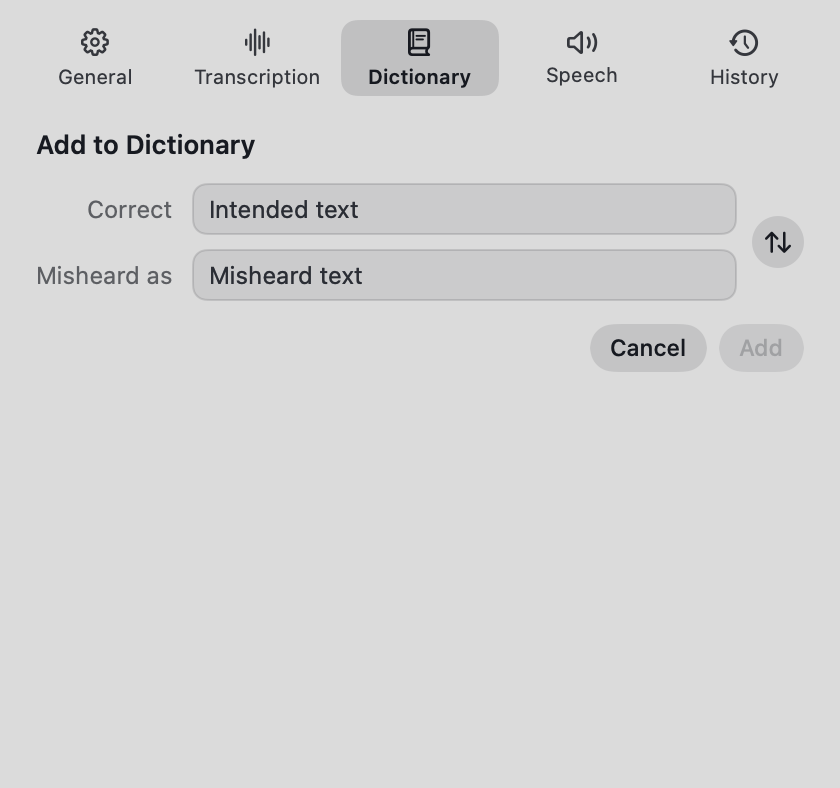 General Transcription Dictionary Speech History
Add to Dictionary
Correct Intended text
Misheard as Misheard text
Cancel Add